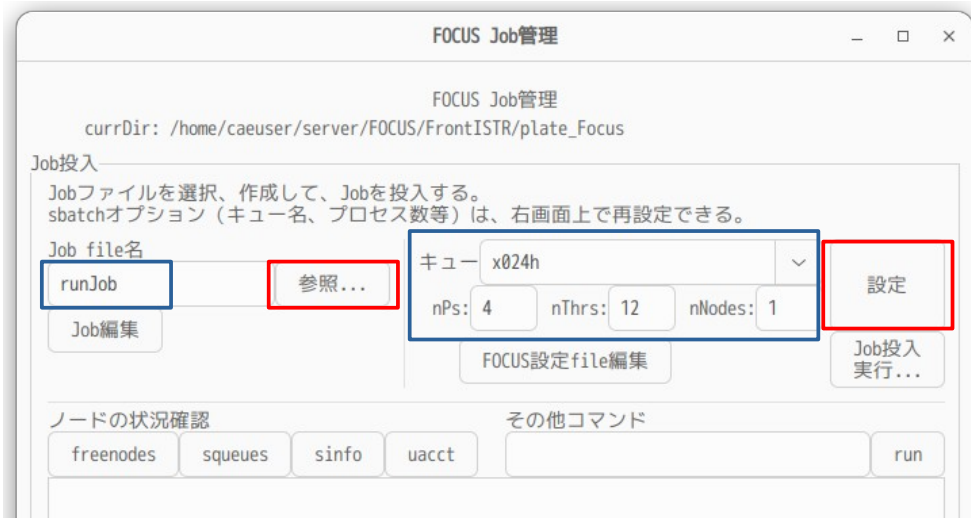 FOCUS Job管理
FOCUS Job管理
currDir: /home/caeuser/server/FOCUS/FrontISTR/plate_Focus
Job投入
Jobファイルを選択、作成して、Jobを投入する。
sbatchオプション（キュー名、プロセス数等）は、右画面上で再設定できる。
Job file名
runJob
参照...
Job編集
キュー x024h
nPs: 4 nThrs: 12 nNodes: 1
設定
FOCUS設定file編集
Job投入
実行...
ノードの状況確認
freenodes squeues sinfo uacct
その他コマンド
run